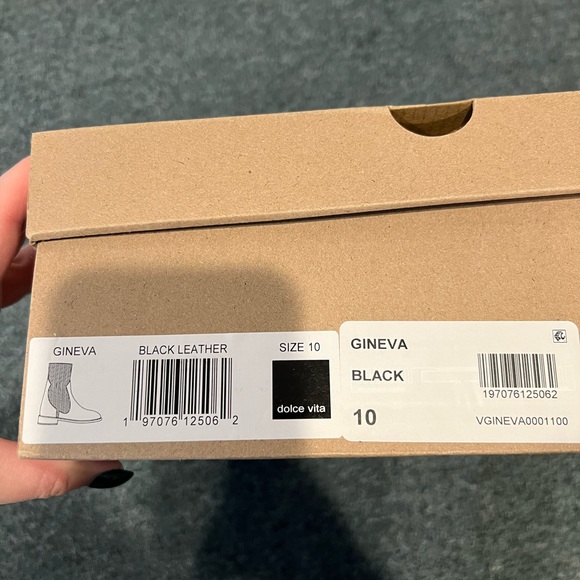 GINEVA BLACK LEATHER SIZE 10
1 97076 12506 2
dolce vita
GINEVA
BLACK
197076125062
10
VGINEVA0001100